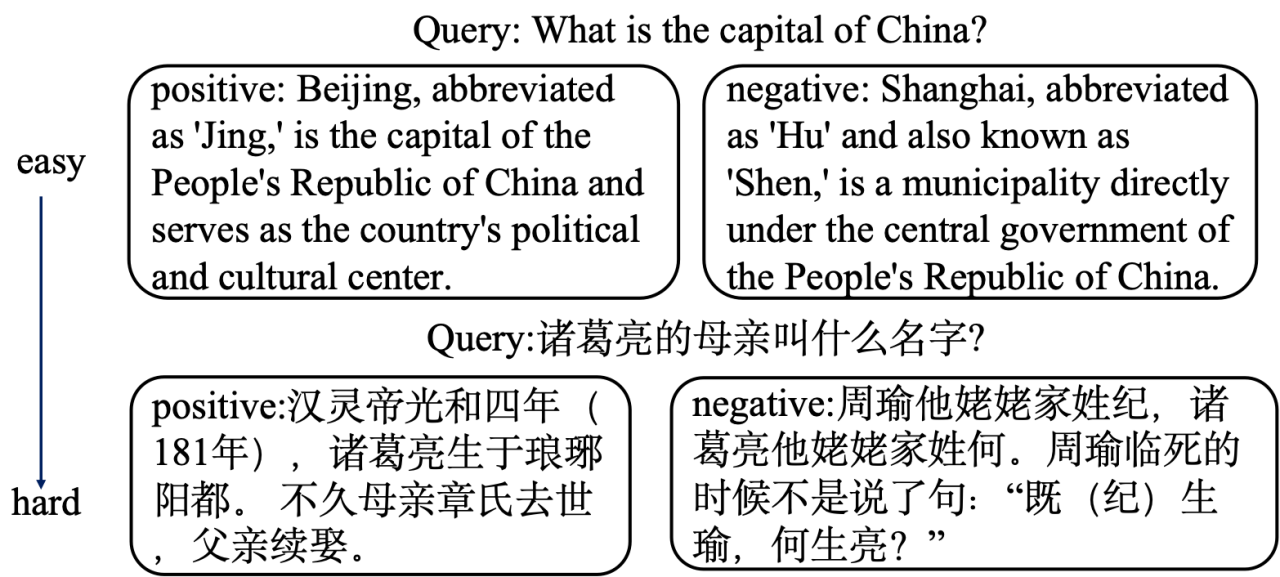 Query: What is the capital of China?
easy
positive: Beijing, abbreviated
as 'Jing,' is the capital of the
People's Republic of China and
serves as the country's political
and cultural center.
negative: Shanghai, abbreviated
as 'Hu' and also known as
'Shen,' is a municipality directly
under the central government of
the People's Republic of China.
Query:诸葛亮的母亲叫什么名字?
hard
positive:汉灵帝光和四年（
181年），诸葛亮生于琅琊
阳都。 不久母亲章氏去世
，父亲续娶。
negative:周瑜他姥姥家姓纪，诸
葛亮他姥姥家姓何。周瑜临死的
时候不是说了句：“既（纪）生
瑜，何生亮？”